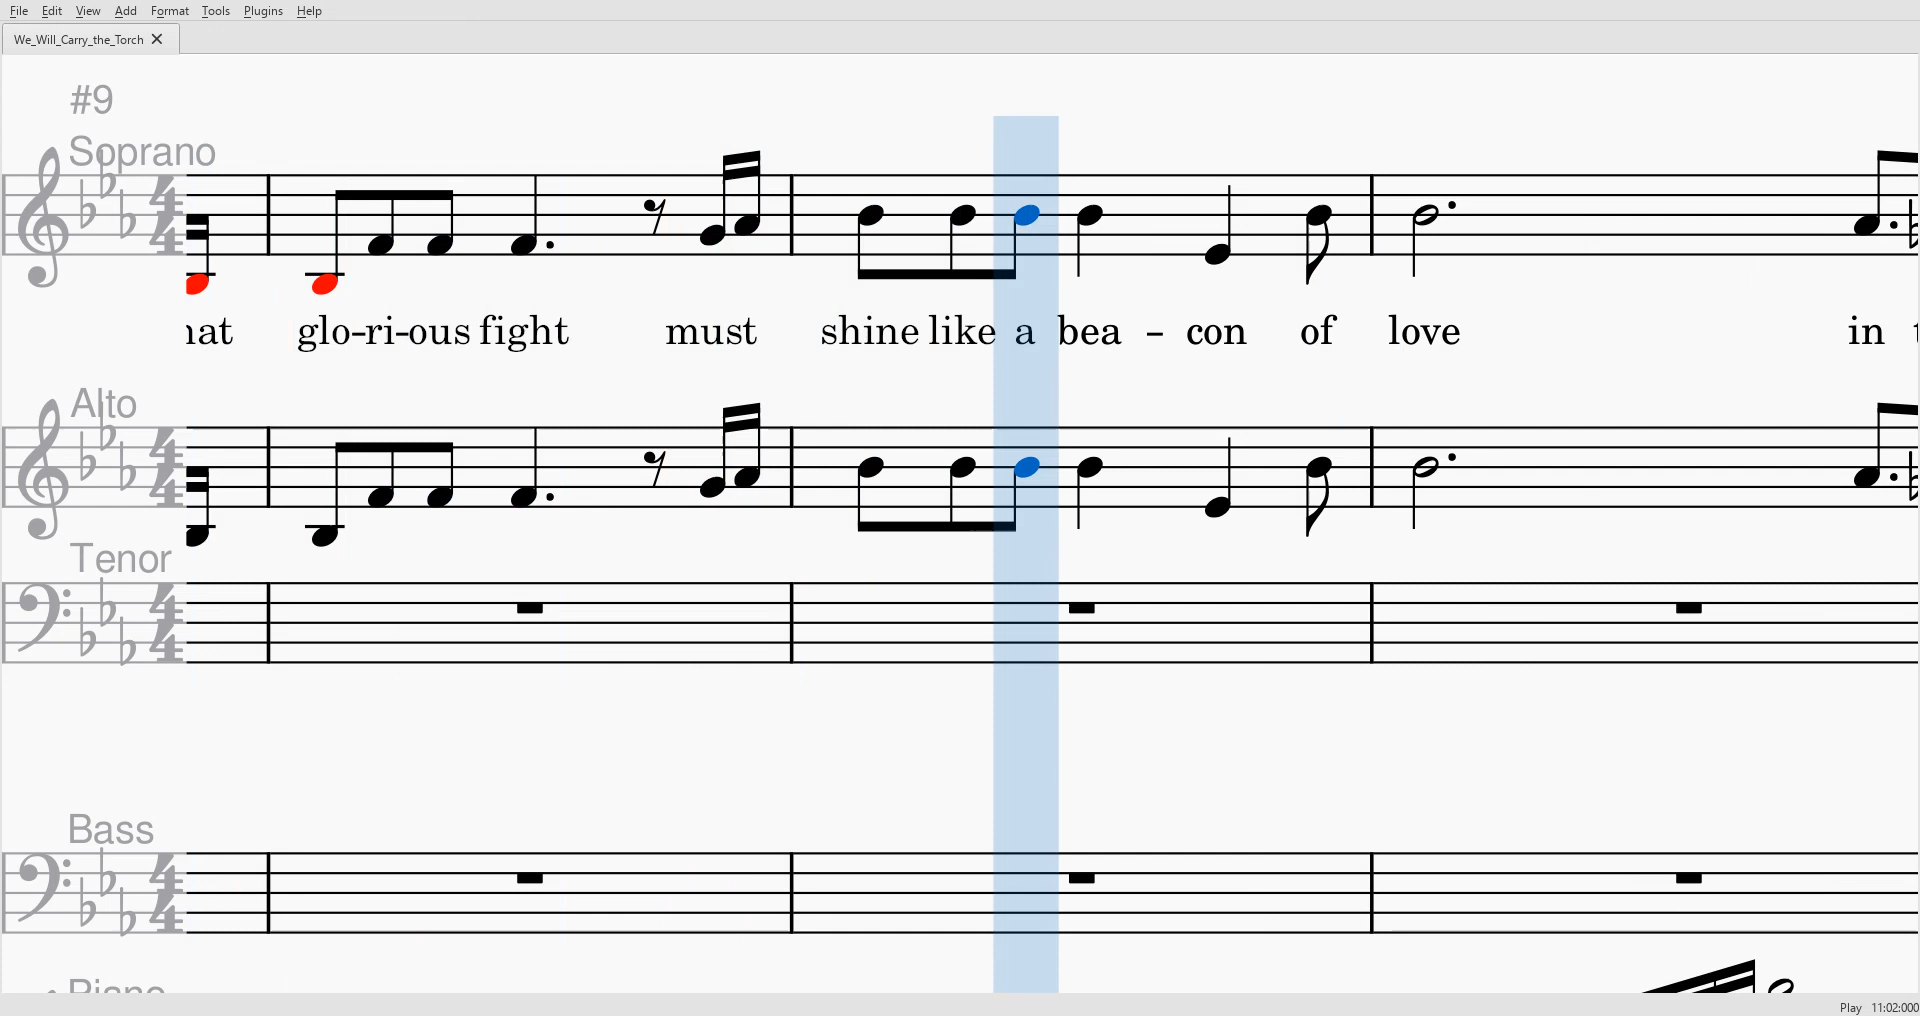 File Edit View Add Format Tools Plugins Help
We_Will_Carry_the_Torch
#9
Soprano
glo-ri-ous fight must shine like a bea - con of love in
Alto
Tenor
Bass
Piano
Play 11:02:000